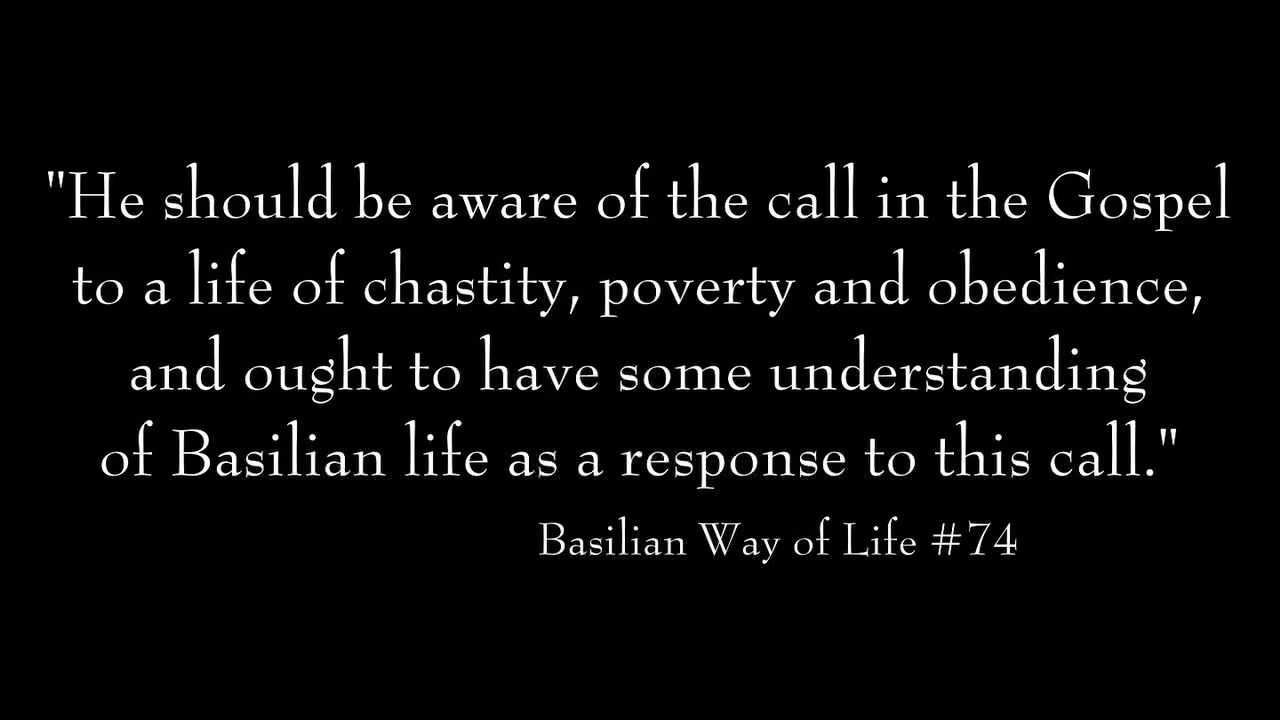 "He should be aware of the call in the Gospel
to a life of chastity, poverty and obedience,
and ought to have some understanding
of Basilian life as a response to this call."
Basilian Way of Life #74